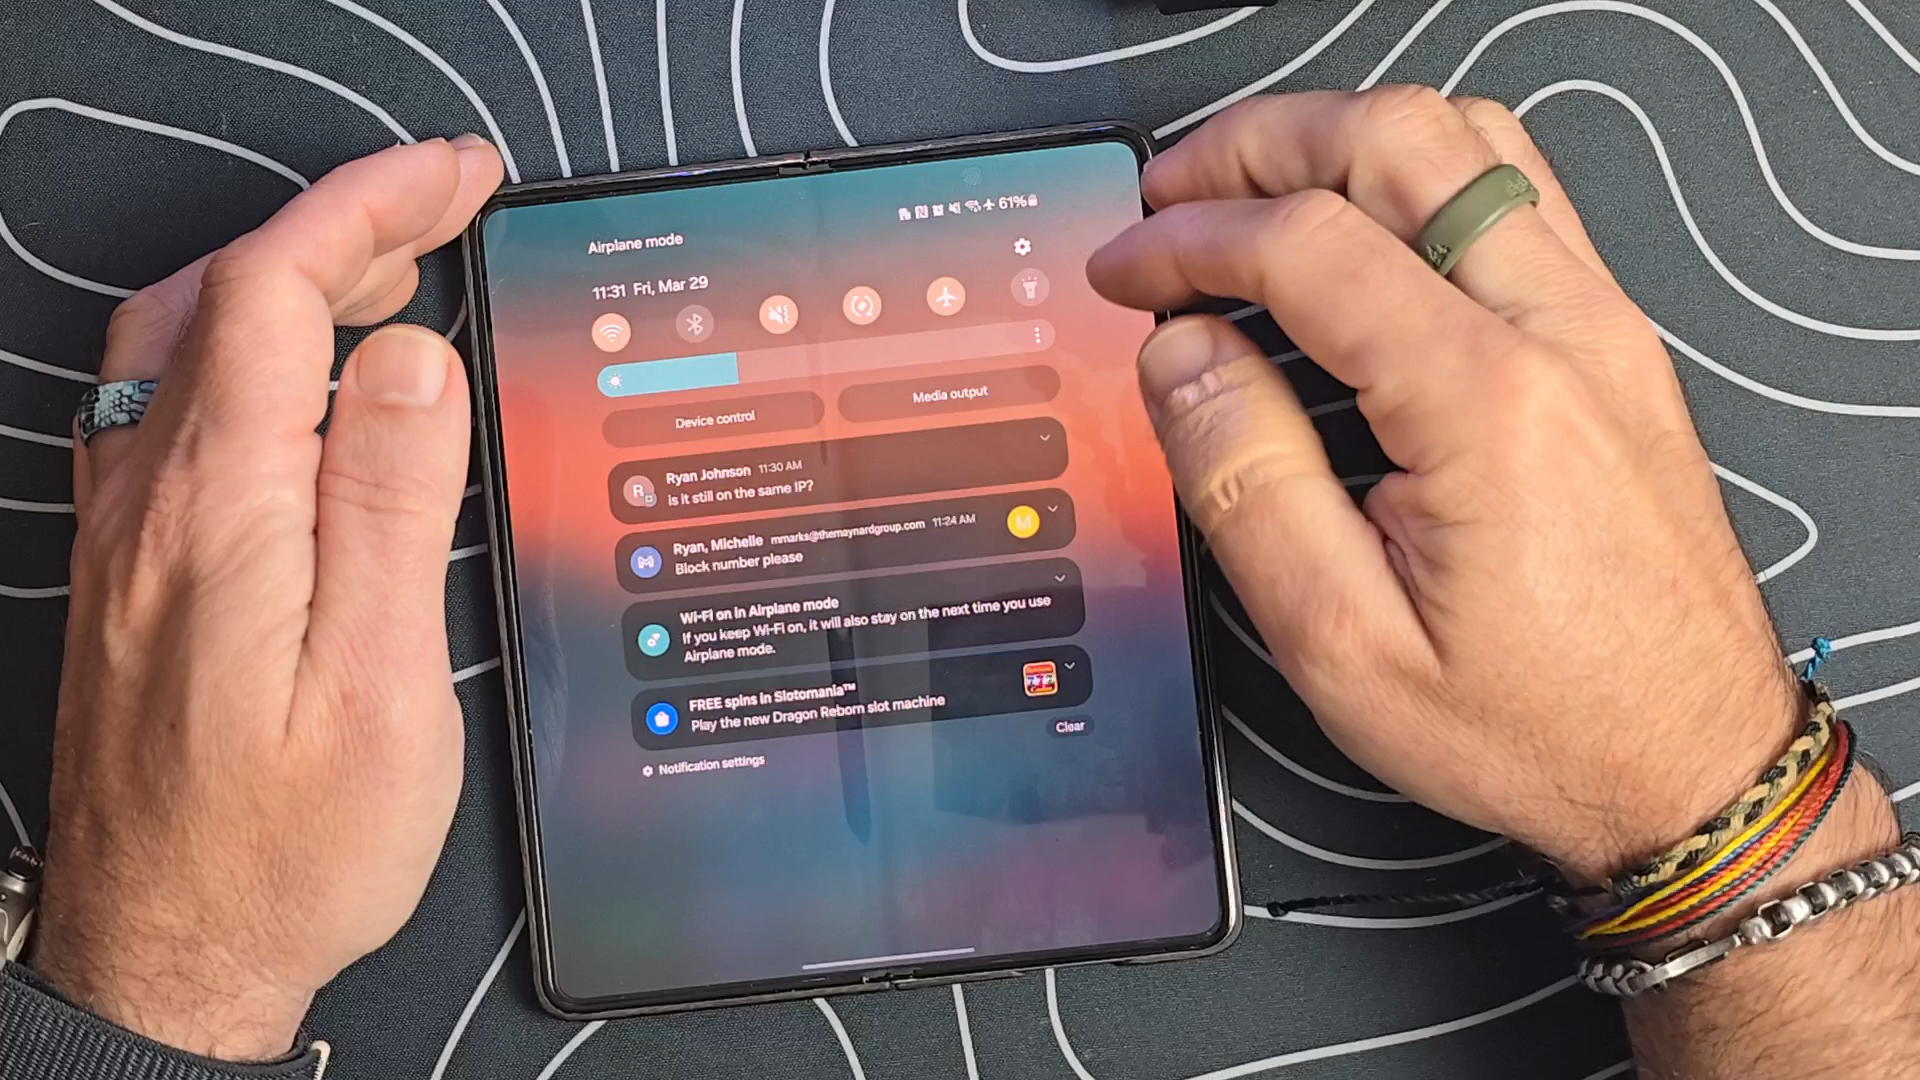 61%
Airplane mode
11:31 Fri, Mar 29
Device control
Media output
R
Ryan Johnson 11:30 AM
Is it still on the same IP?
Ryan, Michelle mmarks@themaynardgroup.com 11:24 AM
M
Block number please
Wi-Fi on in Airplane mode
If you keep Wi-Fi on, it will also stay on the next time you use
Airplane mode.
FREE spins in Slotomania™
Play the new Dragon Reborn slot machine
Clear
Notification settings